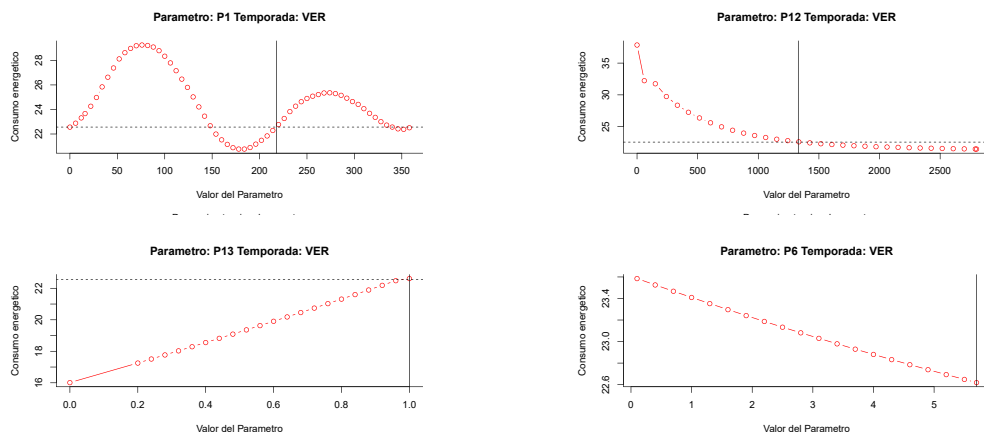 Parametro: P1 Temporada: VER
Consumo energetico
22 24 26 28
0 50 100 150 200 250 300 350
Valor del Parametro
Parametro: P12 Temporada: VER
Consumo energetico
25 30 35
0 500 1000 1500 2000 2500
Valor del Parametro
Parametro: P13 Temporada: VER
Consumo energetico
16 18 20 22
0.0 0.2 0.4 0.6 0.8 1.0
Valor del Parametro
Parametro: P6 Temporada: VER
Consumo energetico
22.6 23.0 23.4
0 1 2 3 4 5
Valor del Parametro